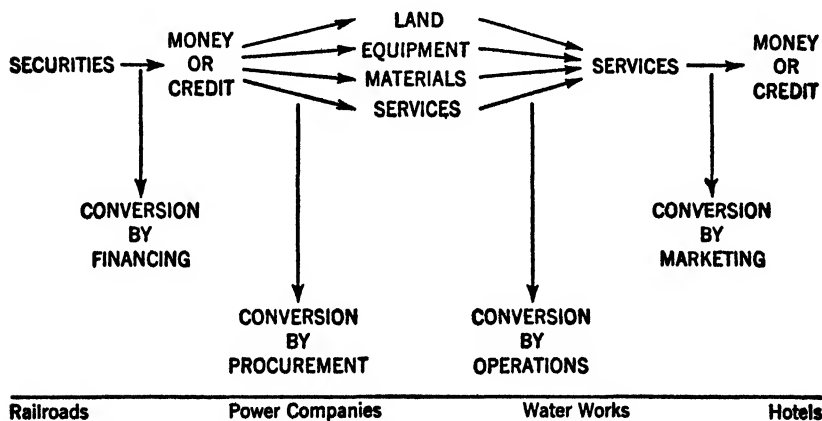 LAND
EQUIPMENT
MATERIALS
SERVICES
SECURITIES
MONEY
OR
CREDIT
SERVICES
MONEY
OR
CREDIT
CONVERSION
BY
FINANCING
CONVERSION
BY
MARKETING
CONVERSION
BY
PROCUREMENT
CONVERSION
BY
OPERATIONS
Railroads Power Companies Water Works Hotels